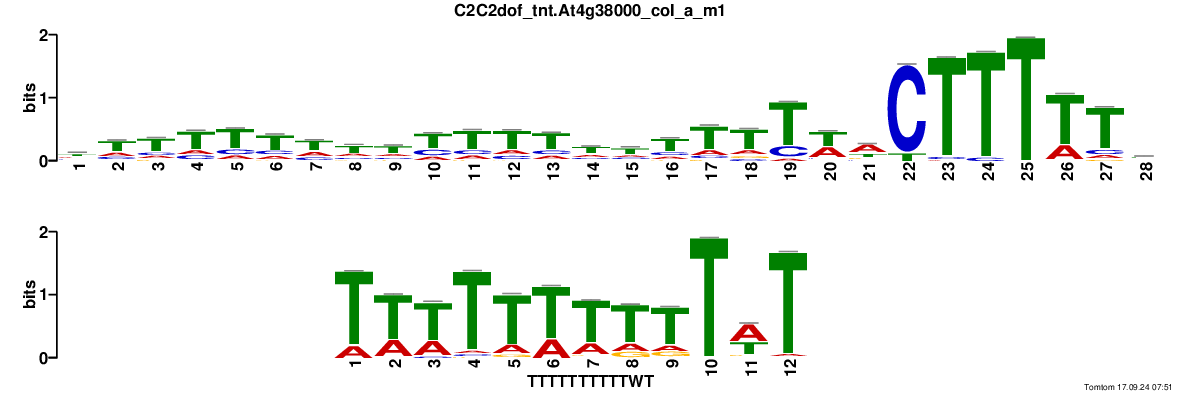 C2C2dof_tnt.At4g38000_col_a_m1
2
1
0
bits
1 2 3 4 5 6 7 8 9 10 11 12 13 14 15 16 17 18 19 20 21 22 23 24 25 26 27 28
T T T T T T T T T T T T T T T T T T T C T A A C T T T T A T
2
1
0
bits
T A T A T A T T A T A T A T A T A T A T T
1 2 3 4 5 6 7 8 9 10 11 12
TTTTTTTTTTWT
Tomtom 17.09.24 07:51